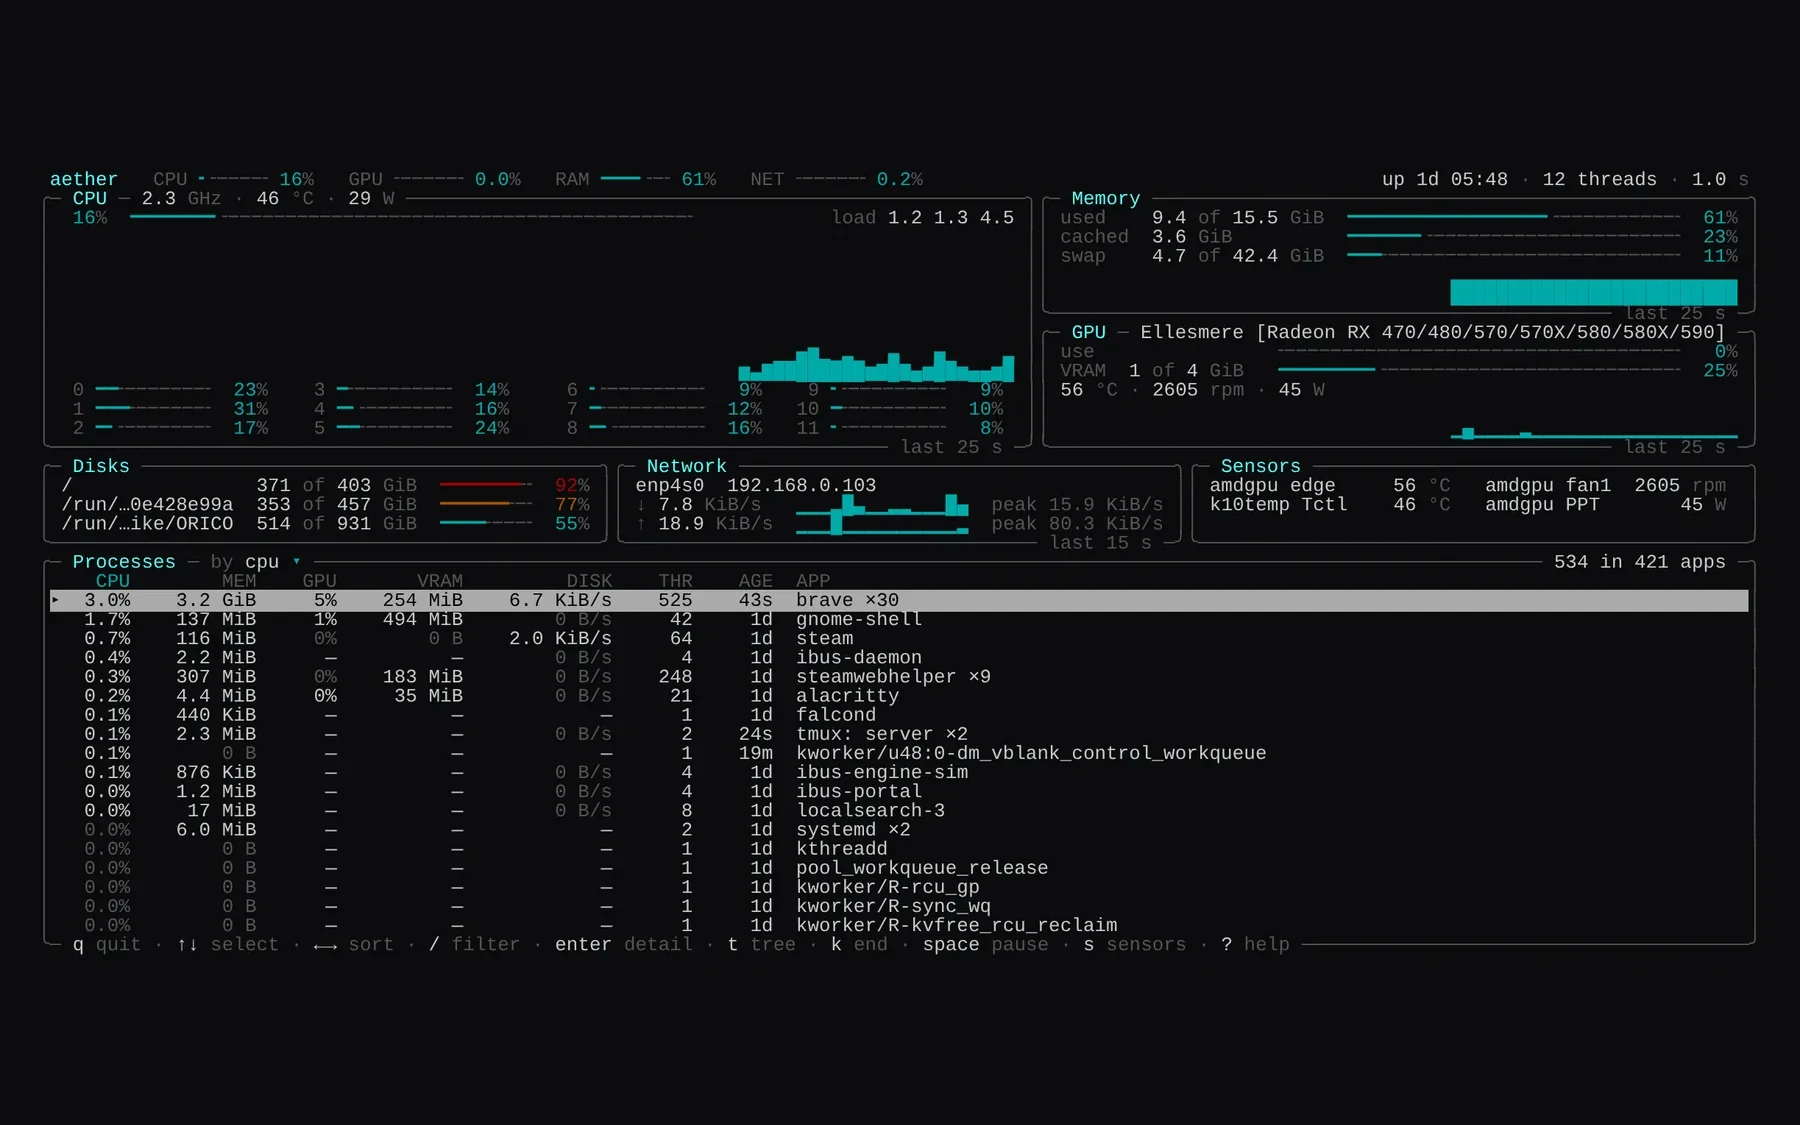 aether CPU 16% GPU 0.0% RAM 61% NET 0.2% up 1d 05:48 · 12 threads · 1.0 s
CPU — 2.3 GHz · 46 °C · 29 W
16% load 1.2 1.3 4.5
0 23% 3 14% 6 9% 9 9%
1 31% 4 16% 7 12% 10 10%
2 17% 5 24% 8 16% 11 8%
last 25 s
Memory
used 9.4 of 15.5 GiB 61%
cached 3.6 GiB 23%
swap 4.7 of 42.4 GiB 11%
last 25 s
GPU — Ellesmere [Radeon RX 470/480/570/570X/580/580X/590]
use 0%
VRAM 1 of 4 GiB 25%
56 °C · 2605 rpm · 45 W
last 25 s
Disks
/ 371 of 403 GiB 92%
/run/…0e428e99a 353 of 457 GiB 77%
/run/…ike/ORICO 514 of 931 GiB 55%
Network
enp4s0 192.168.0.103
↓ 7.8 KiB/s peak 15.9 KiB/s
↑ 18.9 KiB/s peak 80.3 KiB/s
last 15 s
Sensors
amdgpu edge 56 °C amdgpu fan1 2605 rpm
k10temp Tctl 46 °C amdgpu PPT 45 W
Processes — by cpu ▾ 534 in 421 apps
CPU MEM GPU VRAM DISK THR AGE APP
▸ 3.0% 3.2 GiB 5% 254 MiB 6.7 KiB/s 525 43s brave ×30
1.7% 137 MiB 1% 494 MiB 0 B/s 42 1d gnome-shell
0.7% 116 MiB 0% 0 B 2.0 KiB/s 64 1d steam
0.4% 2.2 MiB — — 0 B/s 4 1d ibus-daemon
0.3% 307 MiB 0% 183 MiB 0 B/s 248 1d steamwebhelper ×9
0.2% 4.4 MiB 0% 35 MiB 0 B/s 21 1d alacritty
0.1% 440 KiB — — — 1 1d falcond
0.1% 2.3 MiB — — 0 B/s 2 24s tmux: server ×2
0.1% 0 B — — — 1 19m kworker/u48:0-dm_vblank_control_workqueue
0.1% 876 KiB — — 0 B/s 4 1d ibus-engine-sim
0.0% 1.2 MiB — — 0 B/s 4 1d ibus-portal
0.0% 17 MiB — — 0 B/s 8 1d localsearch-3
0.0% 6.0 MiB — — — 2 1d systemd ×2
0.0% 0 B — — — 1 1d kthreadd
0.0% 0 B — — — 1 1d pool_workqueue_release
0.0% 0 B — — — 1 1d kworker/R-rcu_gp
0.0% 0 B — — — 1 1d kworker/R-sync_wq
0.0% 0 B — — — 1 1d kworker/R-kvfree_rcu_reclaim
q quit · ↑↓ select · ←→ sort · / filter · enter detail · t tree · k end · space pause · s sensors · ? help